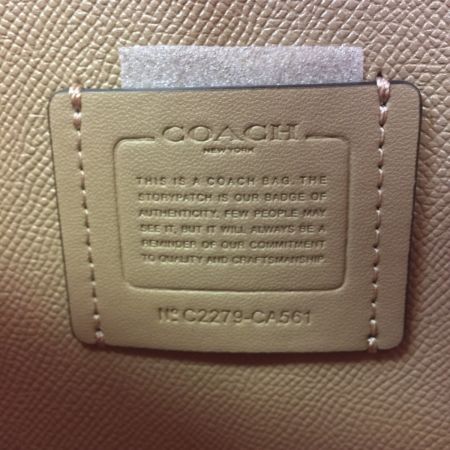 COACH
NEW YORK
THIS IS A COACH BAG. THE
STORYPATCH IS OUR BADGE OF
AUTHENTICITY. FEW PEOPLE MAY
SEE IT, BUT IT WILL ALWAYS BE A
REMINDER OF OUR COMMITMENT
TO QUALITY AND CRAFTSMANSHIP.
Nº C2279-CA561